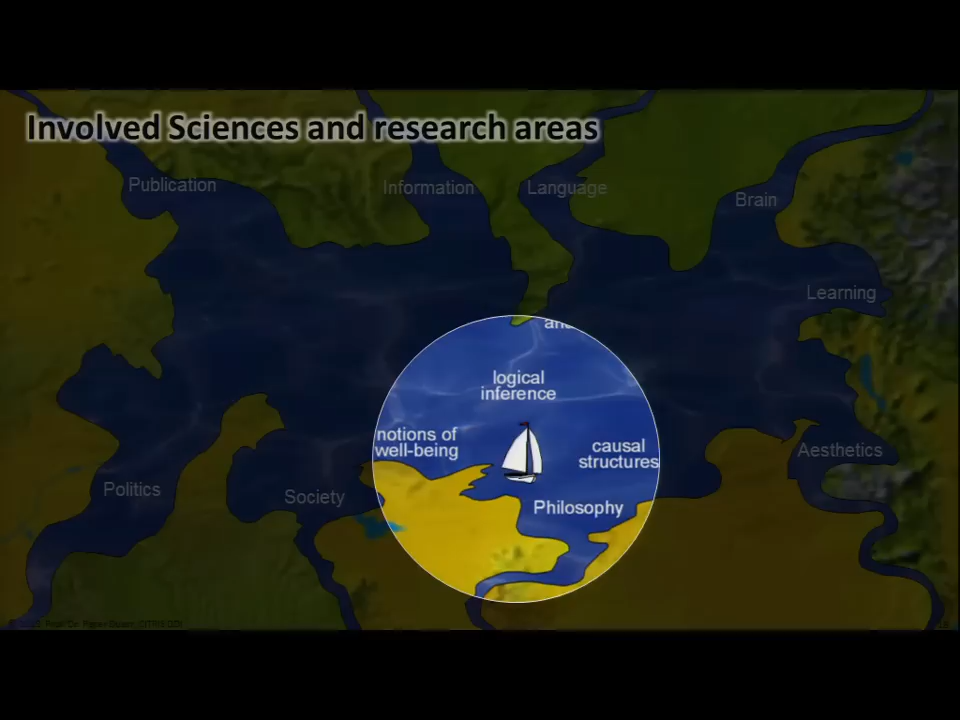 Involved Sciences and research areas
Publication
Information
Language
Brain
Learning
and
logical
inference
notions of
well-being
causal
structures
Aesthetics
Politics
Society
Philosophy